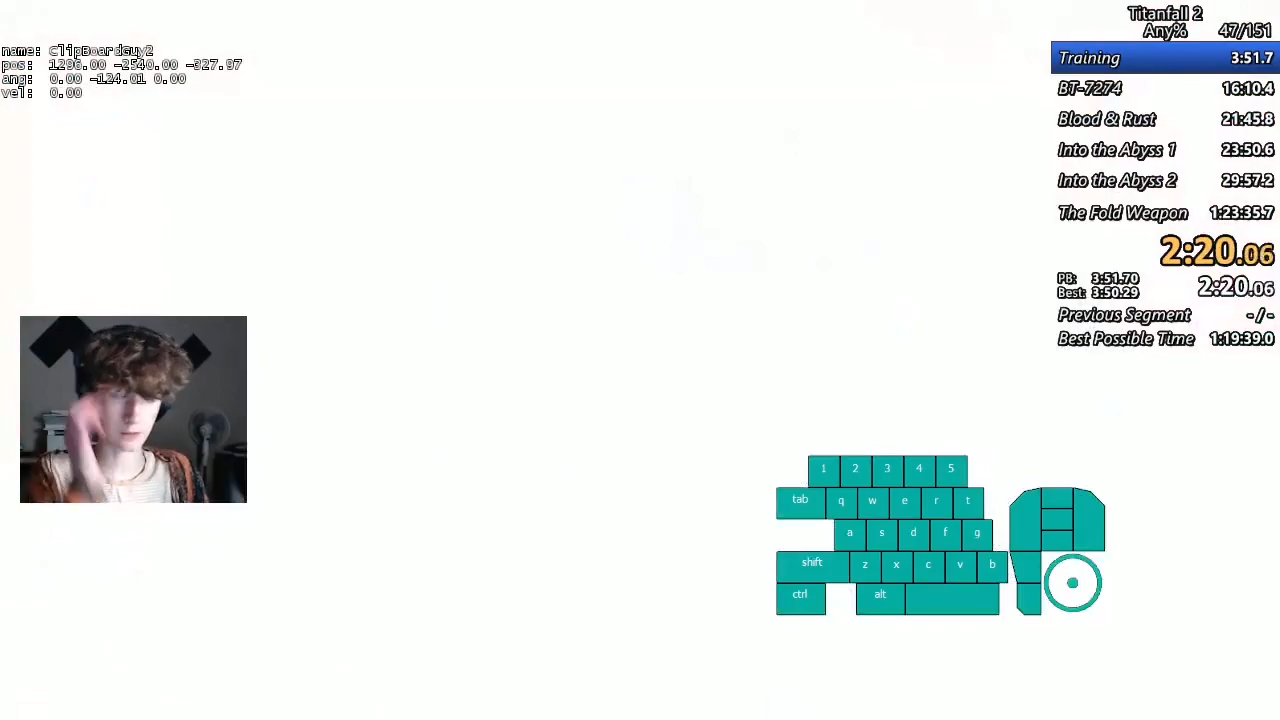 name: ClipBoardGuy2
pos: 1296.00 -2540.00 -327.97
ang: 0.00 -124.01 0.00
vel: 0.00
Titanfall 2
Any% 47/151
Training 3:51.7
BT-7274 16:10.4
Blood & Rust 21:45.8
Into the Abyss 1 23:50.6
Into the Abyss 2 29:57.2
The Fold Weapon 1:23:35.7
2:20.06
PB: 3:51.70
Best: 3:50.29
2:20.06
Previous Segment - / -
Best Possible Time 1:19:39.0
1 2 3 4 5
tab q w e r t
a s d f g
shift z x c v b
ctrl alt